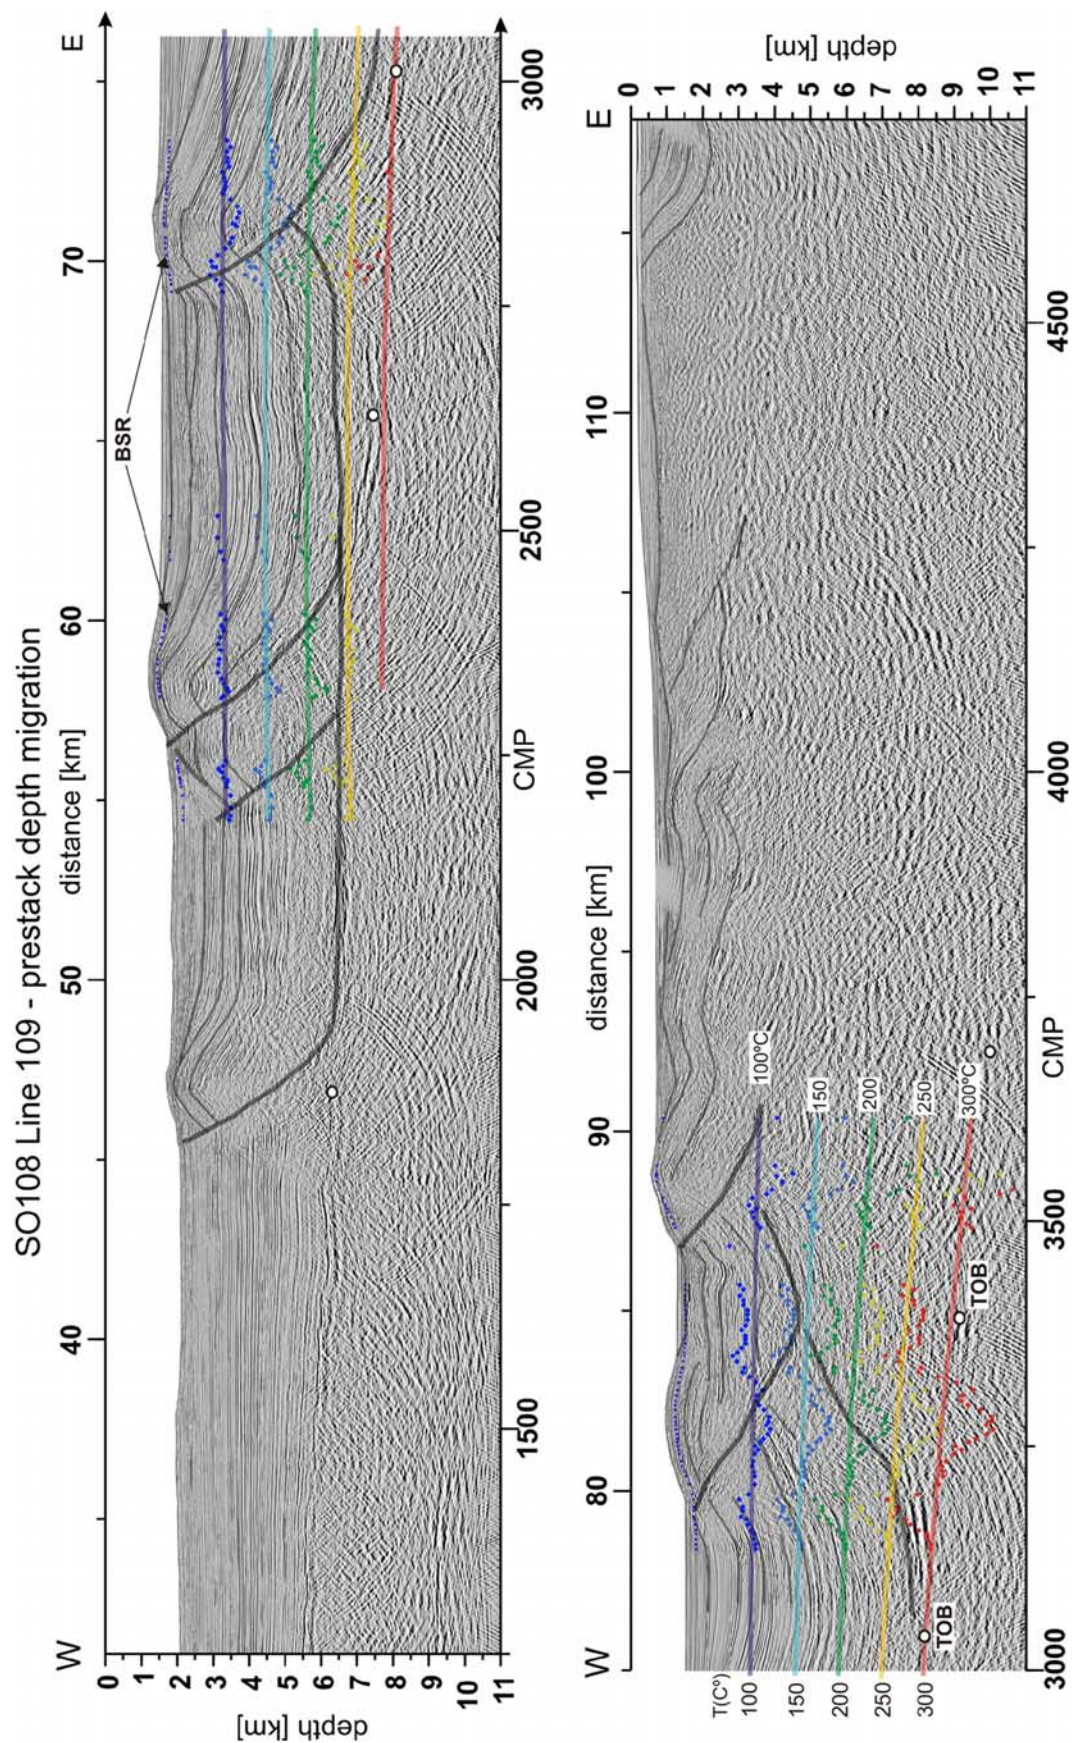 SO108 Line 109 - prestack depth migration
distance [km]
W
40
50
60
70
E
BSR
0
1
2
3
4
5
6
7
8
9
10
11
depth [km]
1500
2000
CMP
2500
3000
distance [km]
W
80
90
100
110
E
0
1
2
3
4
5
6
7
8
9
10
11
depth [km]
T(C°)
100
150
200
250
300
100°C
150
200
250
300°C
TOB
TOB
3000
3500
CMP
4000
4500